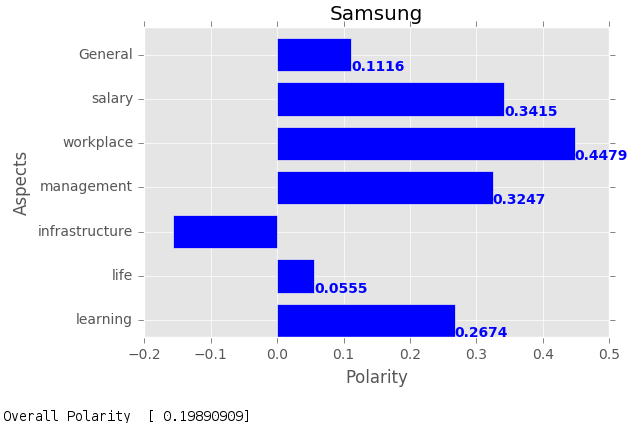 Samsung
General
0.1116
salary
0.3415
workplace
0.4479
management
0.3247
infrastructure
life
0.0555
learning
0.2674
Aspects
−0.2 −0.1 0.0 0.1 0.2 0.3 0.4 0.5
Polarity
Overall Polarity [ 0.19890909]